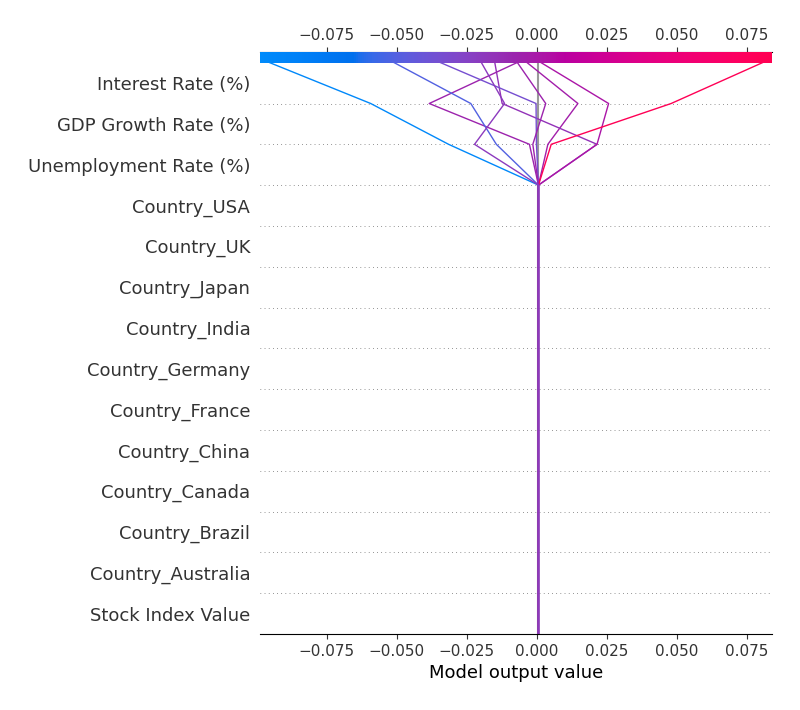 −0.075 −0.050 −0.025 0.000 0.025 0.050 0.075
Interest Rate (%)
GDP Growth Rate (%)
Unemployment Rate (%)
Country_USA
Country_UK
Country_Japan
Country_India
Country_Germany
Country_France
Country_China
Country_Canada
Country_Brazil
Country_Australia
Stock Index Value
−0.075 −0.050 −0.025 0.000 0.025 0.050 0.075
Model output value